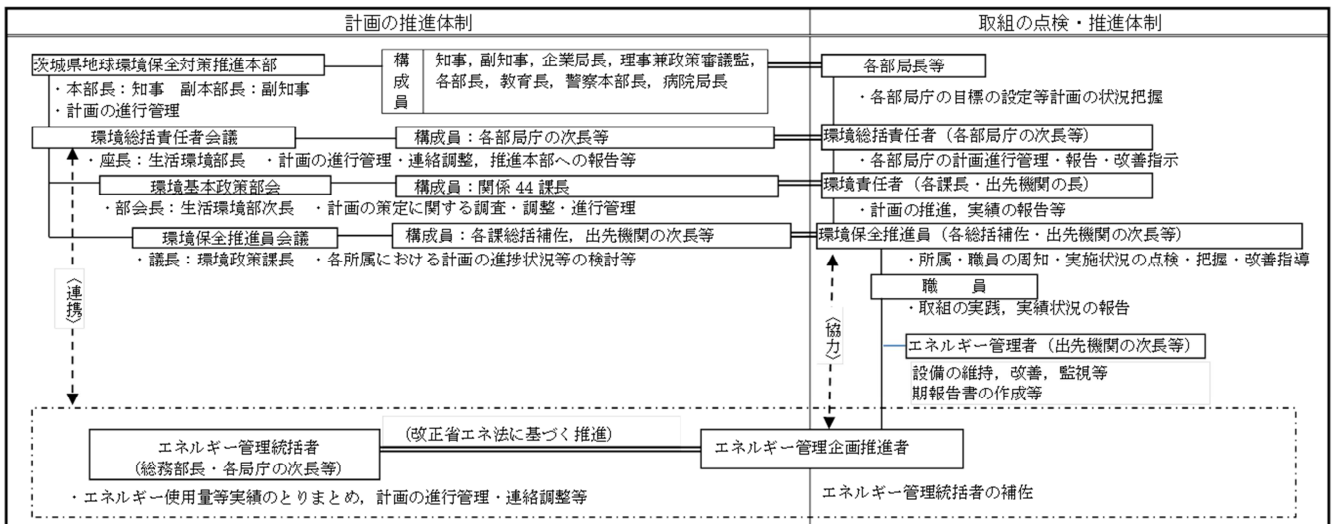 計画の推進体制
取組の点検・推進体制
茨城県地球環境保全対策推進本部
構成員
知事，副知事，企業局長，理事兼政策審議監，
各部長，教育長，警察本部長，病院局長
各部局長等
・本部長：知事　副本部長：副知事
・計画の進行管理
・各部局庁の目標の設定等計画の状況把握
環境総括責任者会議
構成員：各部局庁の次長等
環境総括責任者（各部局庁の次長等）
・座長：生活環境部長　・計画の進行管理・連絡調整，推進本部への報告等
・各部局庁の計画進行管理・報告・改善指示
環境基本政策部会
構成員：関係44課長
環境責任者（各課長・出先機関の長）
・部会長：生活環境部次長　・計画の策定に関する調査・調整・進行管理
・計画の推進，実績の報告等
環境保全推進員会議
構成員：各課総括補佐，出先機関の次長等
環境保全推進員（各総括補佐・出先機関の次長等）
・議長：環境政策課長　・各所属における計画の進捗状況等の検討等
・所属・職員の周知・実施状況の点検・把握・改善指導
職　員
・取組の実践，実績状況の報告
〈連携〉
〈協力〉
エネルギー管理者（出先機関の次長等）
設備の維持，改善，監視等
期報告書の作成等
エネルギー管理統括者
（総務部長・各局庁の次長等）
(改正省エネ法に基づく推進)
エネルギー管理企画推進者
・エネルギー使用量等実績のとりまとめ，計画の進行管理・連絡調整等
エネルギー管理統括者の補佐